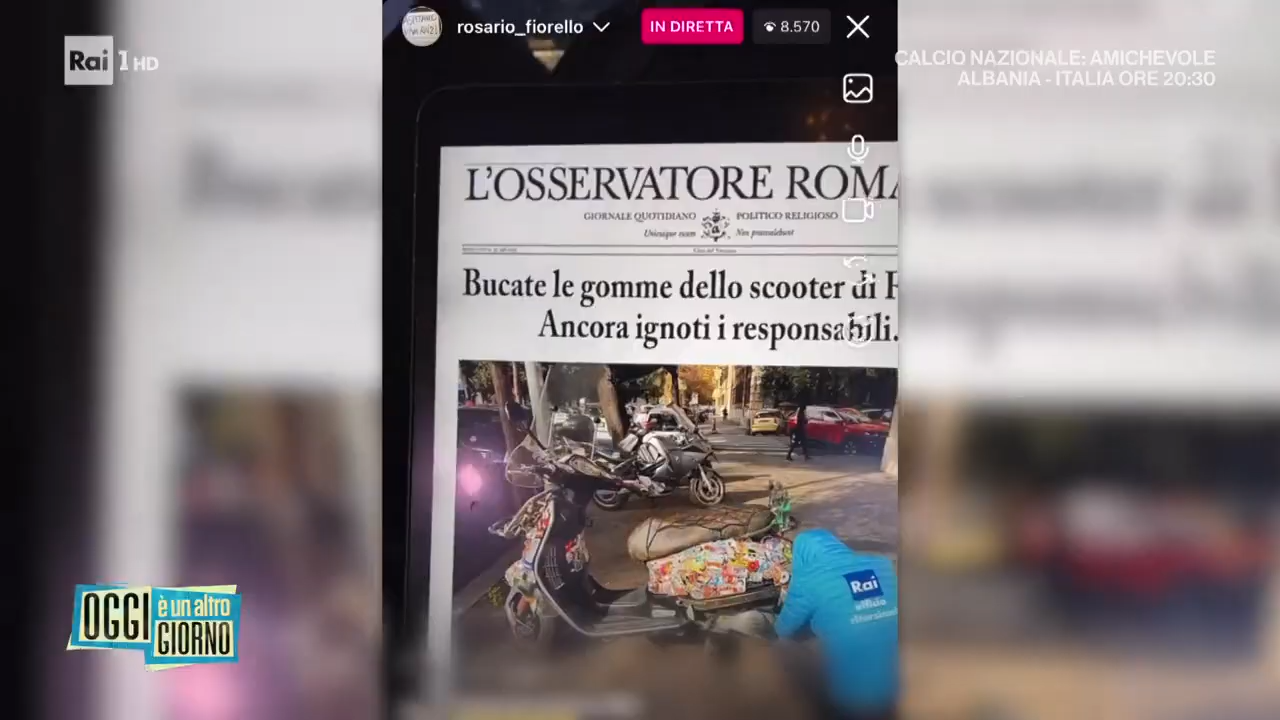 Rai 1 HD
rosario_fiorello
IN DIRETTA
8.570
CALCIO NAZIONALE: AMICHEVOLE
ALBANIA - ITALIA ORE 20:30
L'OSSERVATORE ROMA
GIORNALE QUOTIDIANO POLITICO RELIGIOSO
Unicuique suum Non praevalebunt
Bucate le gomme dello scooter di F
Ancora ignoti i responsabili.
Rai
ufficio
ritorsioni
OGGI è un altro
GIORNO